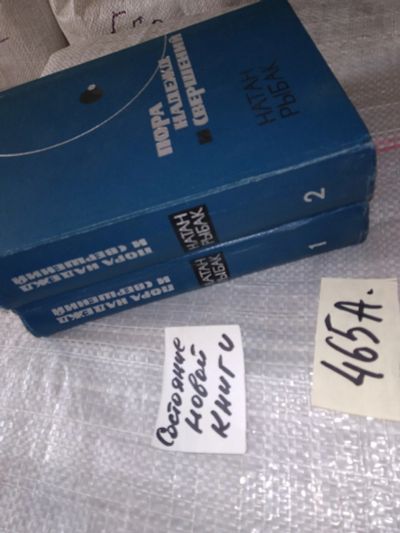 ПОРА
НАДЕЖД
И СВЕРШЕНИЙ
НАТАН
РЫБАК
ПОРА НАДЕЖД
И СВЕРШЕНИЙ
НАТАН
РЫБАК
2
ПОРА НАДЕЖД
И СВЕРШЕНИЙ
НАТАН
РЫБАК
1
Состояние
новой
книги
465А.